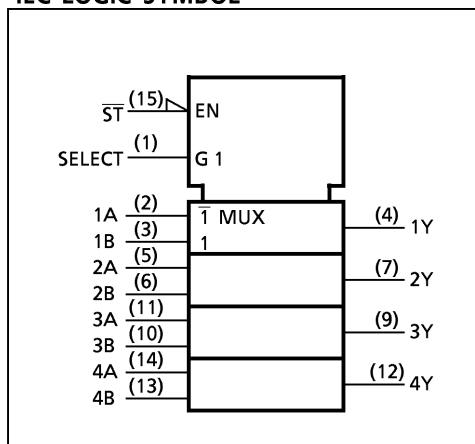 IEC LOGIC SYMBOL
S̅T̅ (15) EN
SELECT (1) G 1
1A (2) 1̅ MUX (4) 1Y
1B (3) 1
2A (5) (7) 2Y
2B (6)
3A (11) (9) 3Y
3B (10)
4A (14) (12) 4Y
4B (13)